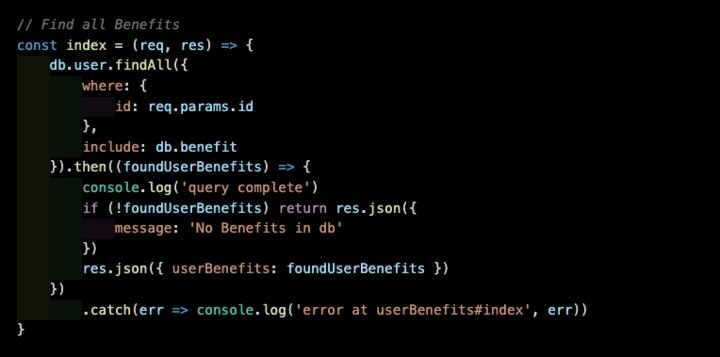 // Find all Benefits
const index = (req, res) => {
    db.user.findAll({
        where: {
            id: req.params.id
        },
        include: db.benefit
    }).then((foundUserBenefits) => {
        console.log('query complete')
        if (!foundUserBenefits) return res.json({
            message: 'No Benefits in db'
        })
        res.json({ userBenefits: foundUserBenefits })
    })
        .catch(err => console.log('error at userBenefits#index', err))
}